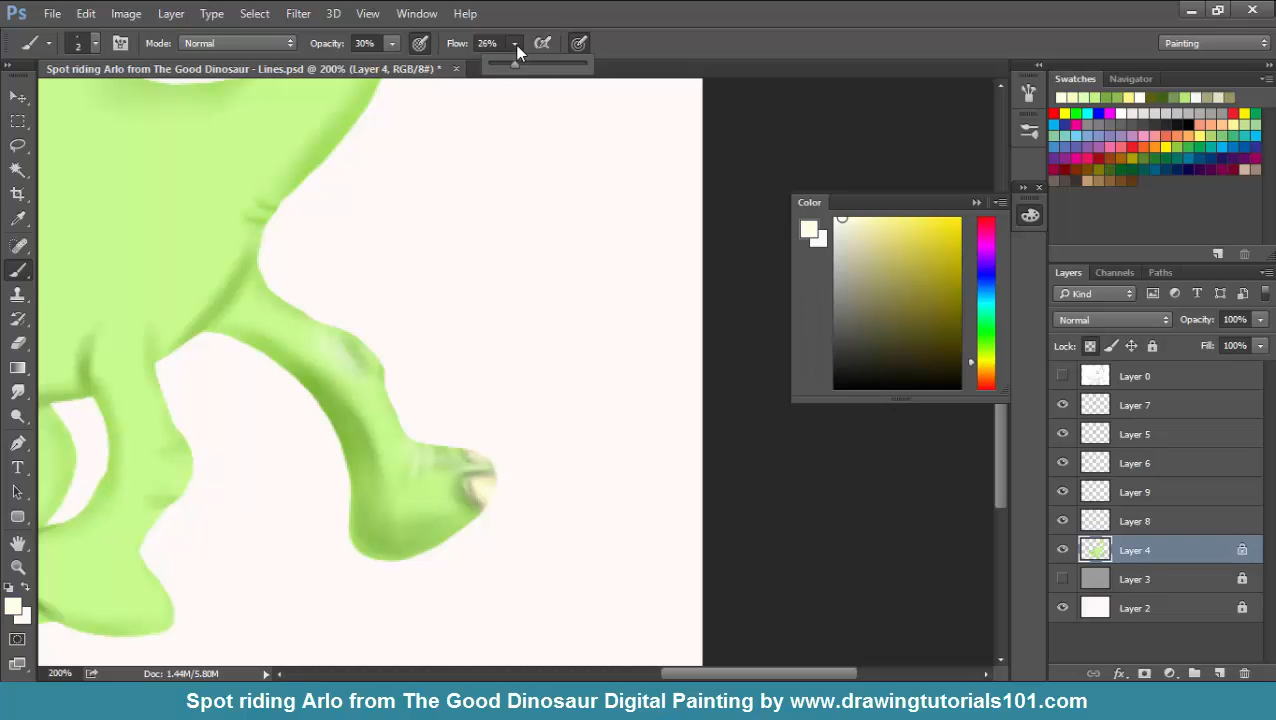 Ps File Edit Image Layer Type Select Filter 3D View Window Help
2 Mode: Normal Opacity: 30% Flow: 26% Painting
Spot riding Arlo from The Good Dinosaur - Lines.psd @ 200% (Layer 4, RGB/8#) *
Swatches Navigator
Color
Layers Channels Paths
Kind
Normal Opacity: 100%
Lock: Fill: 100%
Layer 0
Layer 7
Layer 5
Layer 6
Layer 9
Layer 8
Layer 4
Layer 3
Layer 2
200% Doc: 1.44M/5.80M
Spot riding Arlo from The Good Dinosaur Digital Painting by www.drawingtutorials101.com